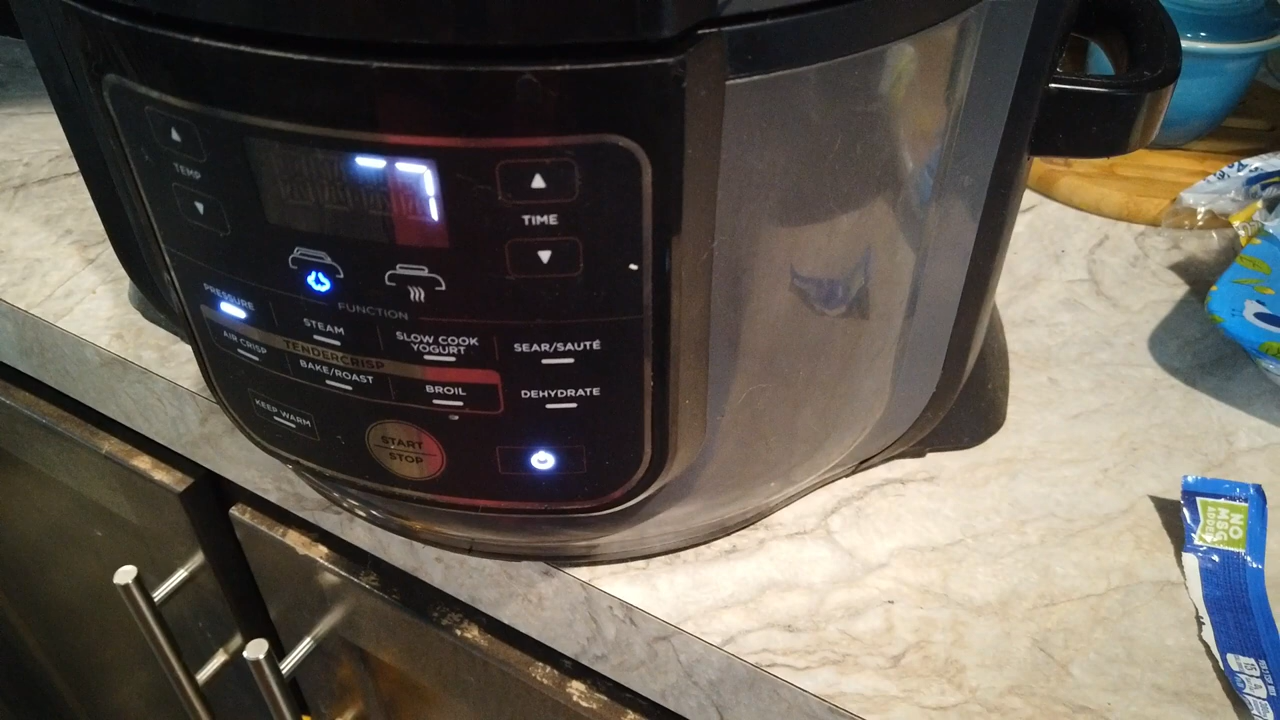 TEMP
TIME
PRESSURE
FUNCTION
STEAM
SLOW COOK
YOGURT
SEAR/SAUTÉ
AIR CRISP
TENDERCRISP
BAKE/ROAST
BROIL
DEHYDRATE
KEEP WARM
START
STOP
NO
MSG
ADDED